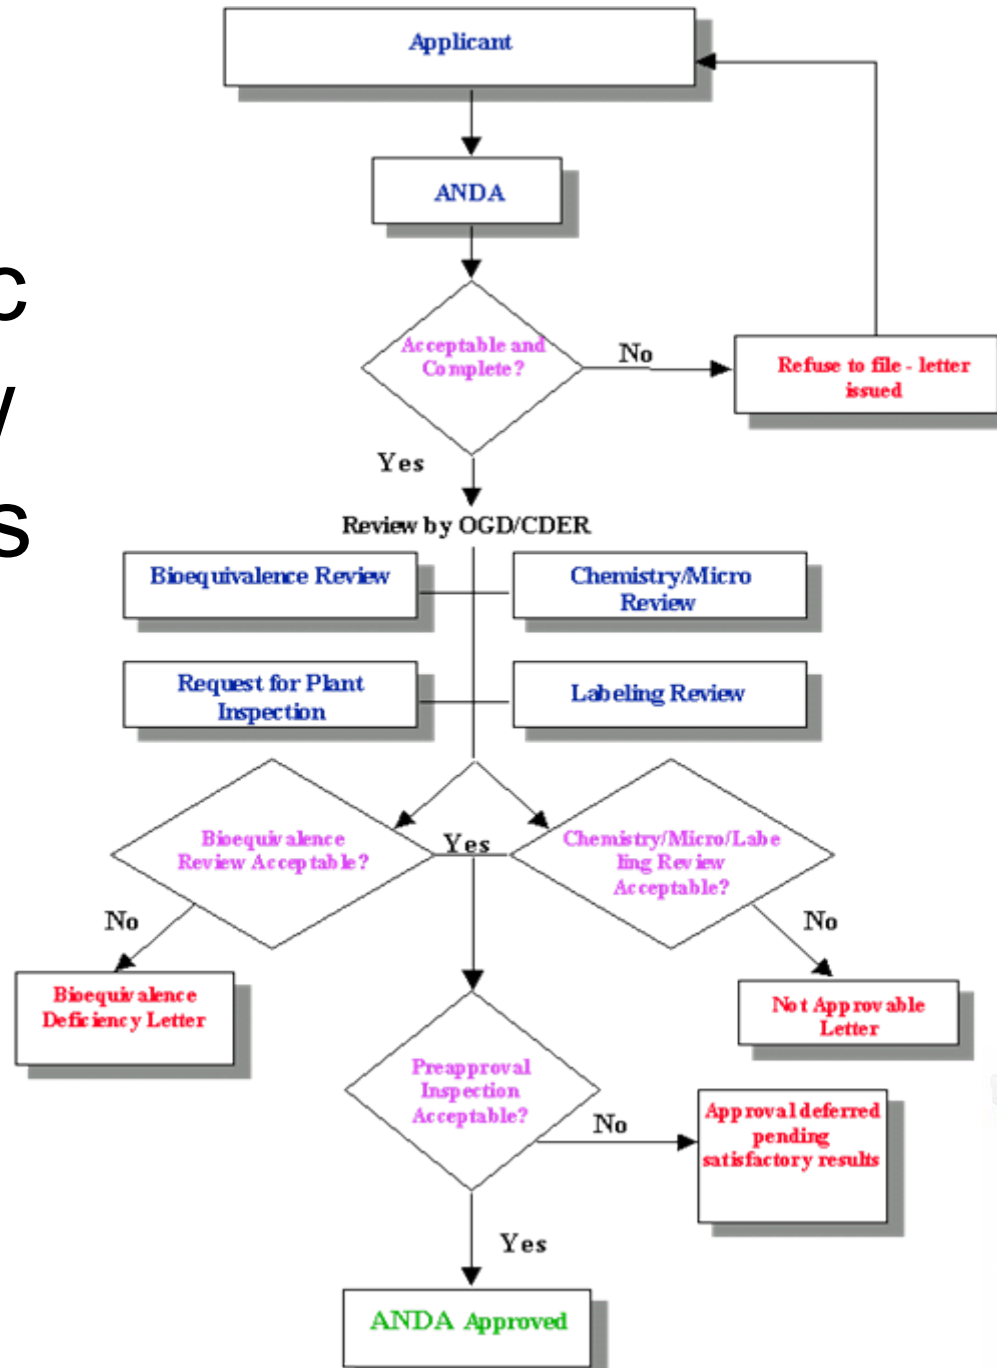 Applicant
ANDA
c
y
s
Acceptable and
Complete?
No
Refuse to file - letter
issued
Yes
Review by OGD/CDER
Bioequivalence Review
Chemistry/Micro
Review
Request for Plant
Inspection
Labeling Review
Bioequivalence
Review Acceptable?
Yes
Chemistry/Micro/Labe
ling Review
Acceptable?
No
No
Bioequivalence
Deficiency Letter
Not Approvable
Letter
Preapproval
Inspection
Acceptable?
No
Approval deferred
pending
satisfactory results
Yes
ANDA Approved